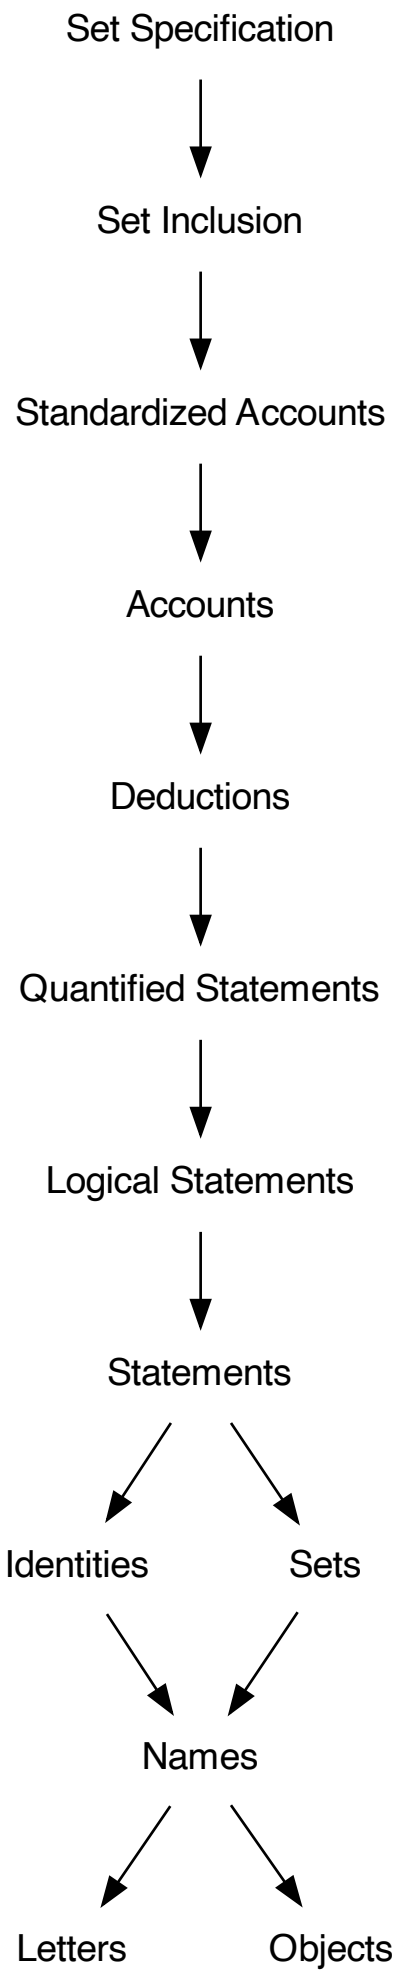 Set Specification
Set Inclusion
Standardized Accounts
Accounts
Deductions
Quantified Statements
Logical Statements
Statements
Identities Sets
Names
Letters Objects